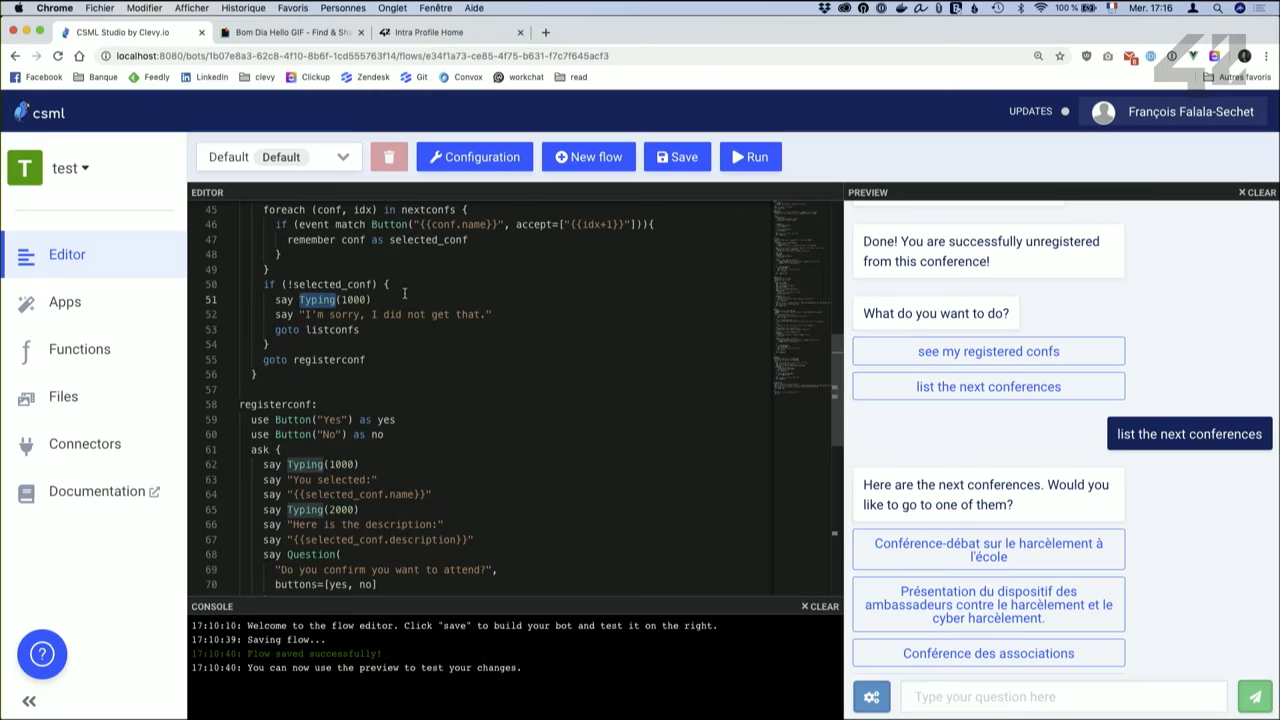 Chrome Fichier Modifier Afficher Historique Favoris Personnes Onglet Fenêtre Aide 100 % Mer. 17:16
CSML Studio by Clevy.io × Bom Dia Hello GIF - Find & Sha × 42 Intra Profile Home × +
localhost:8080/bots/1b07e8a3-62c8-4f10-8b6f-1cd555763f14/flows/e34f1a73-ce85-4f75-b631-f7c7f645acf3
Facebook Banque Feedly LinkedIn clevy Clickup Zendesk Git Convox workchat read Autres favoris
42
csml UPDATES François Falala-Sechet
T test
Default Default Configuration New flow Save Run
EDITOR
PREVIEW × CLEAR
Editor
Apps
Functions
Files
Connectors
Documentation
45 foreach (conf, idx) in nextconfs {
46 if (event match Button("{{conf.name}}", accept=["{{idx+1}}"])){
47 remember conf as selected_conf
48 }
49 }
50 if (!selected_conf) {
51 say Typing(1000)
52 say "I'm sorry, I did not get that."
53 goto listconfs
54 }
55 goto registerconf
56 }
57
58 registerconf:
59 use Button("Yes") as yes
60 use Button("No") as no
61 ask {
62 say Typing(1000)
63 say "You selected:"
64 say "{{selected_conf.name}}"
65 say Typing(2000)
66 say "Here is the description:"
67 say "{{selected_conf.description}}"
68 say Question(
69 "Do you confirm you want to attend?",
70 buttons=[yes, no]
CONSOLE × CLEAR
17:10:10: Welcome to the flow editor. Click "save" to build your bot and test it on the right.
17:10:39: Saving flow...
17:10:40: Flow saved successfully!
17:10:40: You can now use the preview to test your changes.
Done! You are successfully unregistered
from this conference!
What do you want to do?
see my registered confs
list the next conferences
list the next conferences
Here are the next conferences. Would you
like to go to one of them?
Conférence-débat sur le harcèlement à
l'école
Présentation du dispositif des
ambassadeurs contre le harcèlement et le
cyber harcèlement.
Conférence des associations
Type your question here